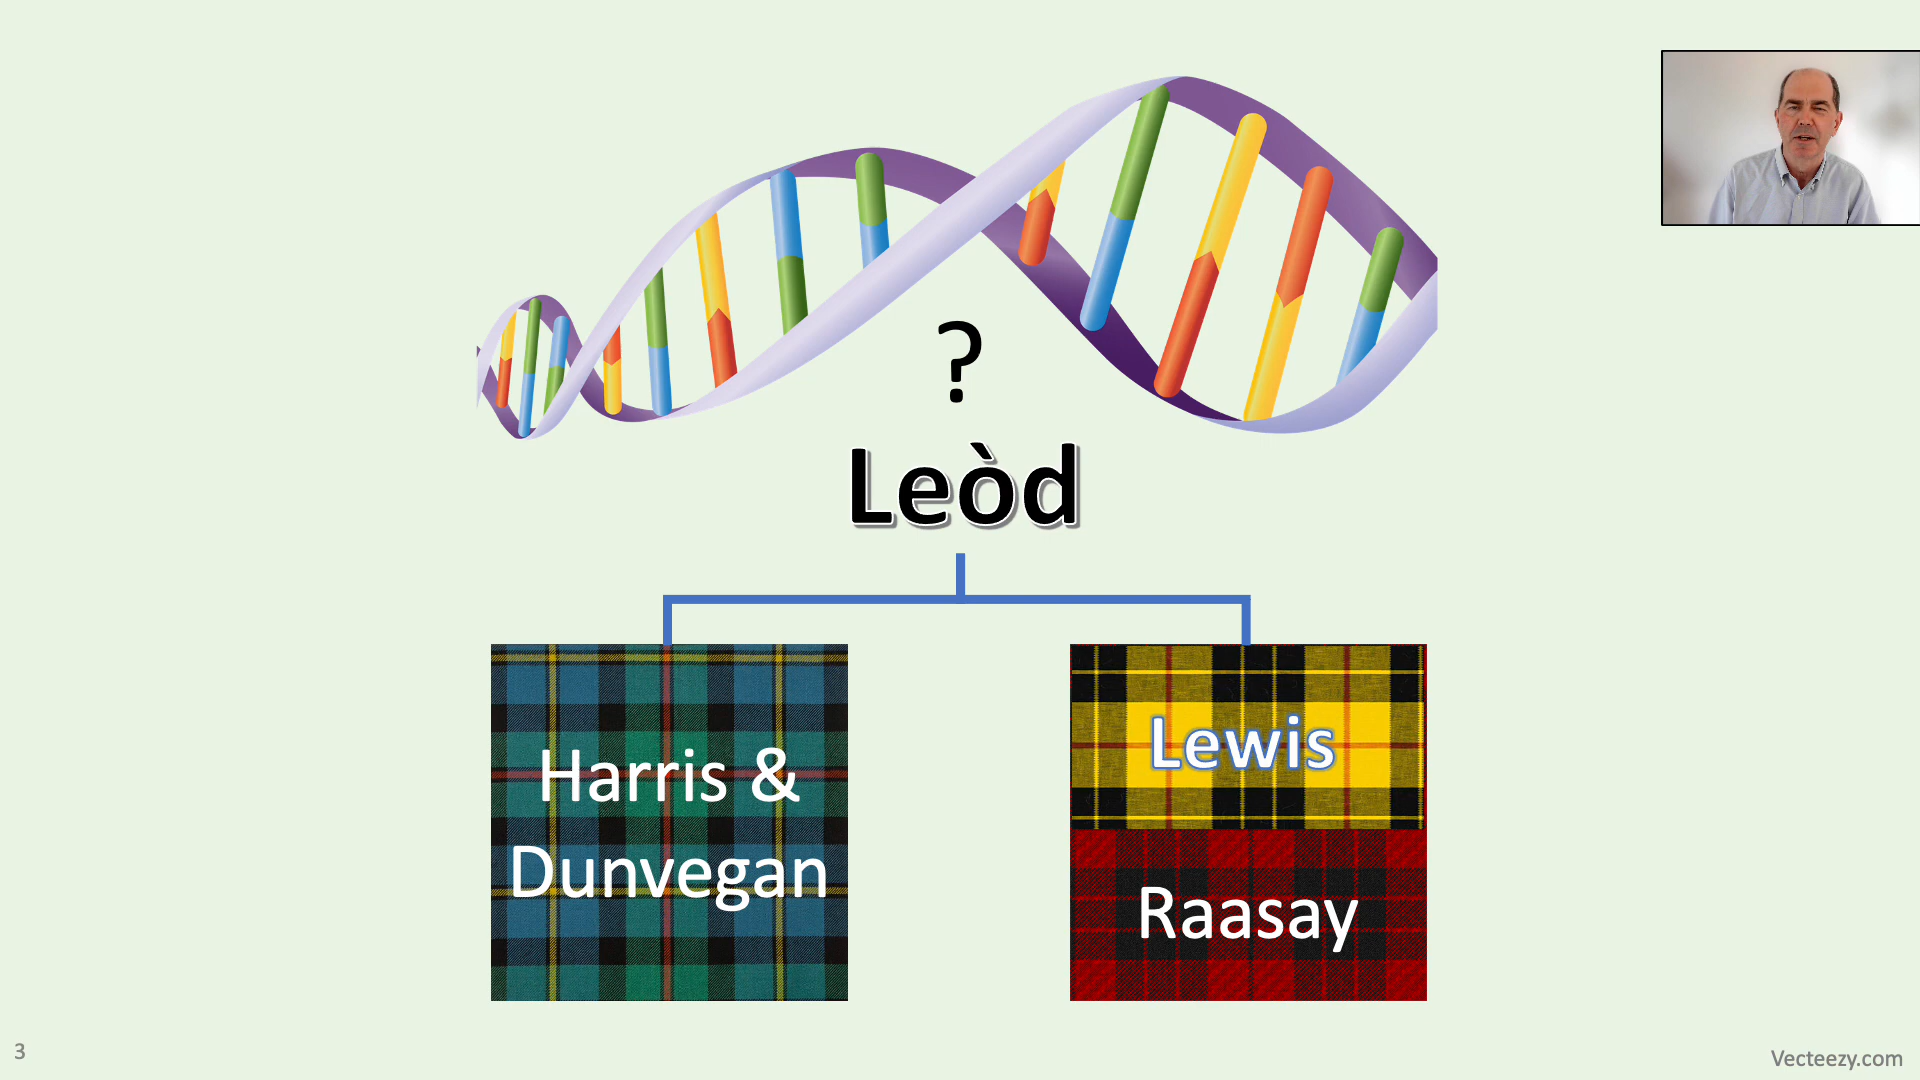 ?
Leòd
Harris &
Dunvegan
Lewis
Raasay
3
Vecteezy.com